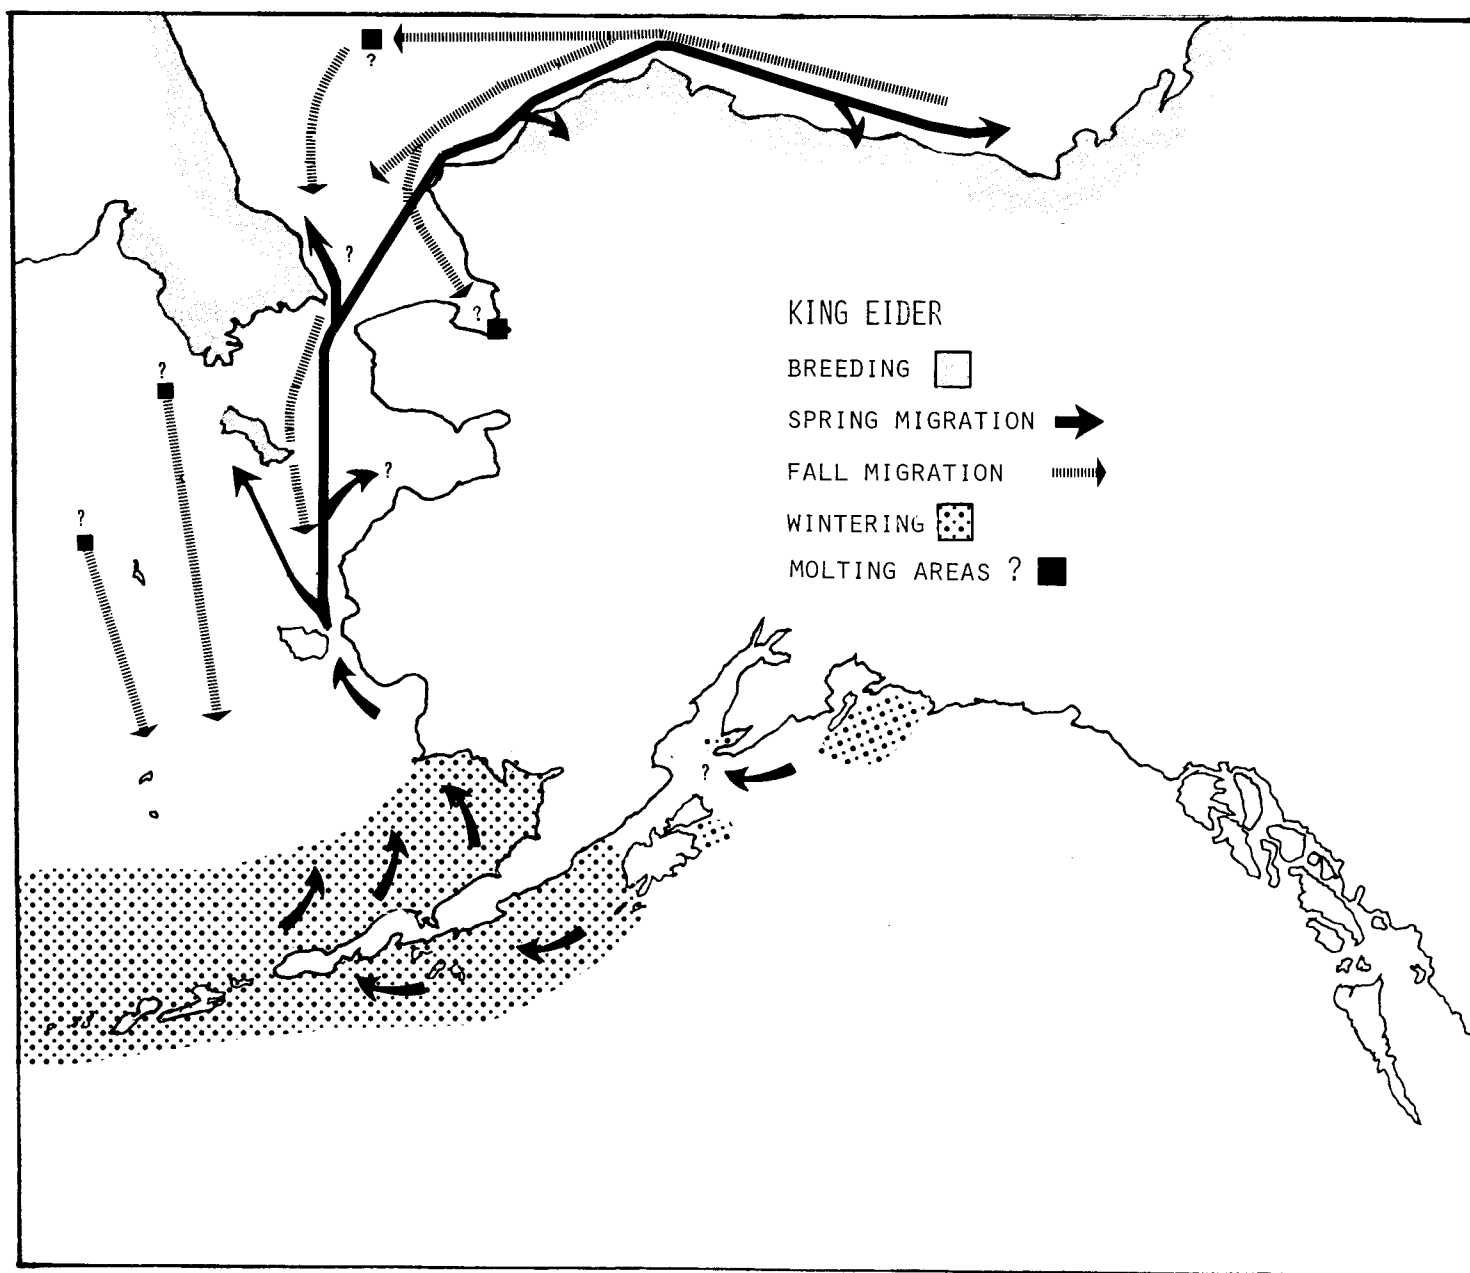 ?
?
?
KING EIDER
?
?
BREEDING
SPRING MIGRATION
?
FALL MIGRATION
?
WINTERING
MOLTING AREAS ?
?